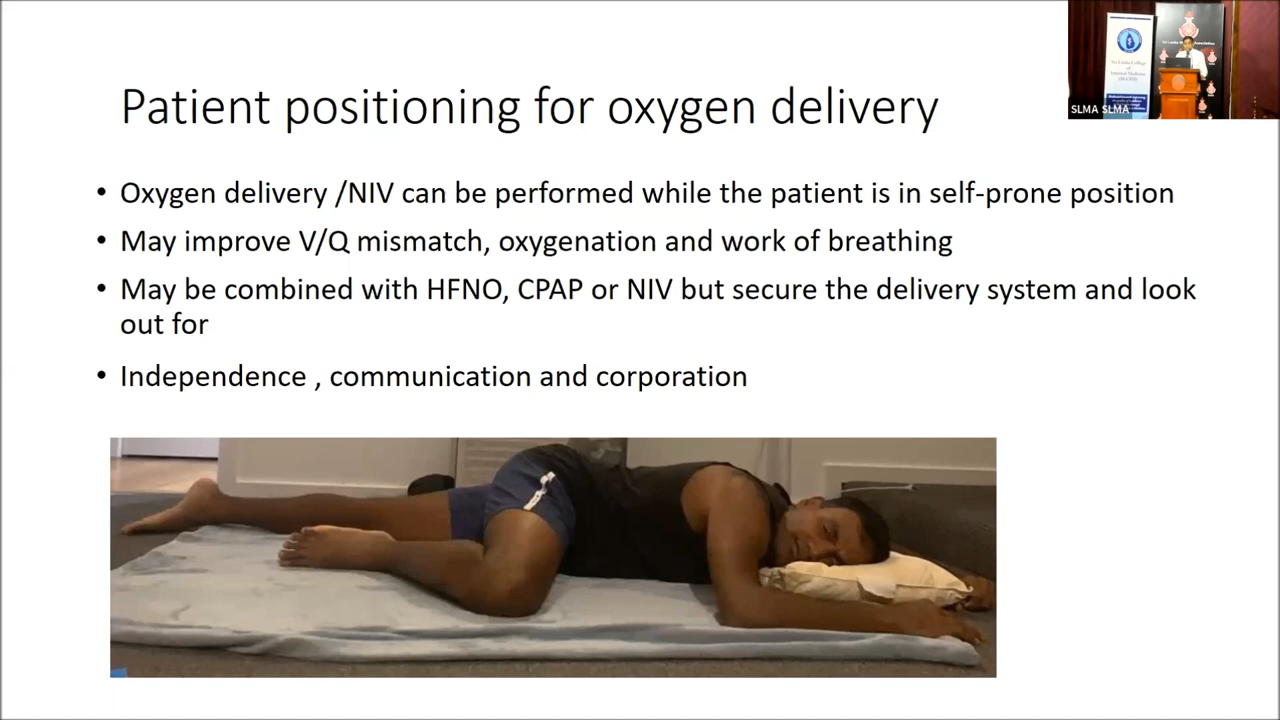 Patient positioning for oxygen delivery
• Oxygen delivery /NIV can be performed while the patient is in self-prone position
• May improve V/Q mismatch, oxygenation and work of breathing
• May be combined with HFNO, CPAP or NIV but secure the delivery system and look
out for
• Independence , communication and corporation
SLMA SLMA